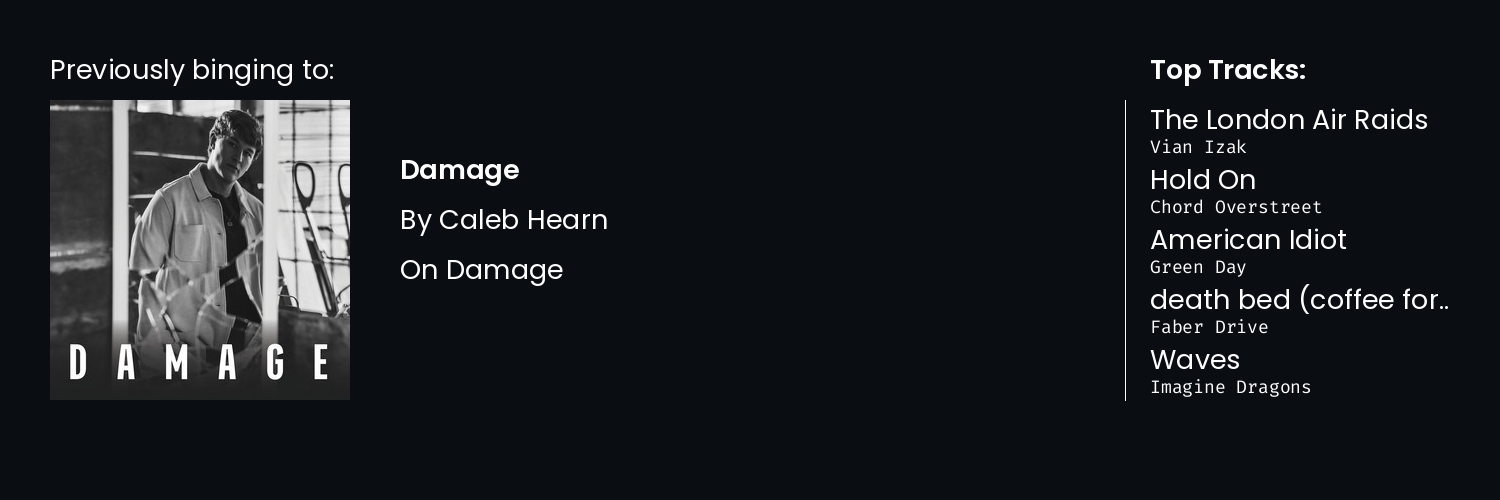 Previously binging to:
DAMAGE
Damage
By Caleb Hearn
On Damage
Top Tracks:
The London Air Raids
Vian Izak
Hold On
Chord Overstreet
American Idiot
Green Day
death bed (coffee for..
Faber Drive
Waves
Imagine Dragons